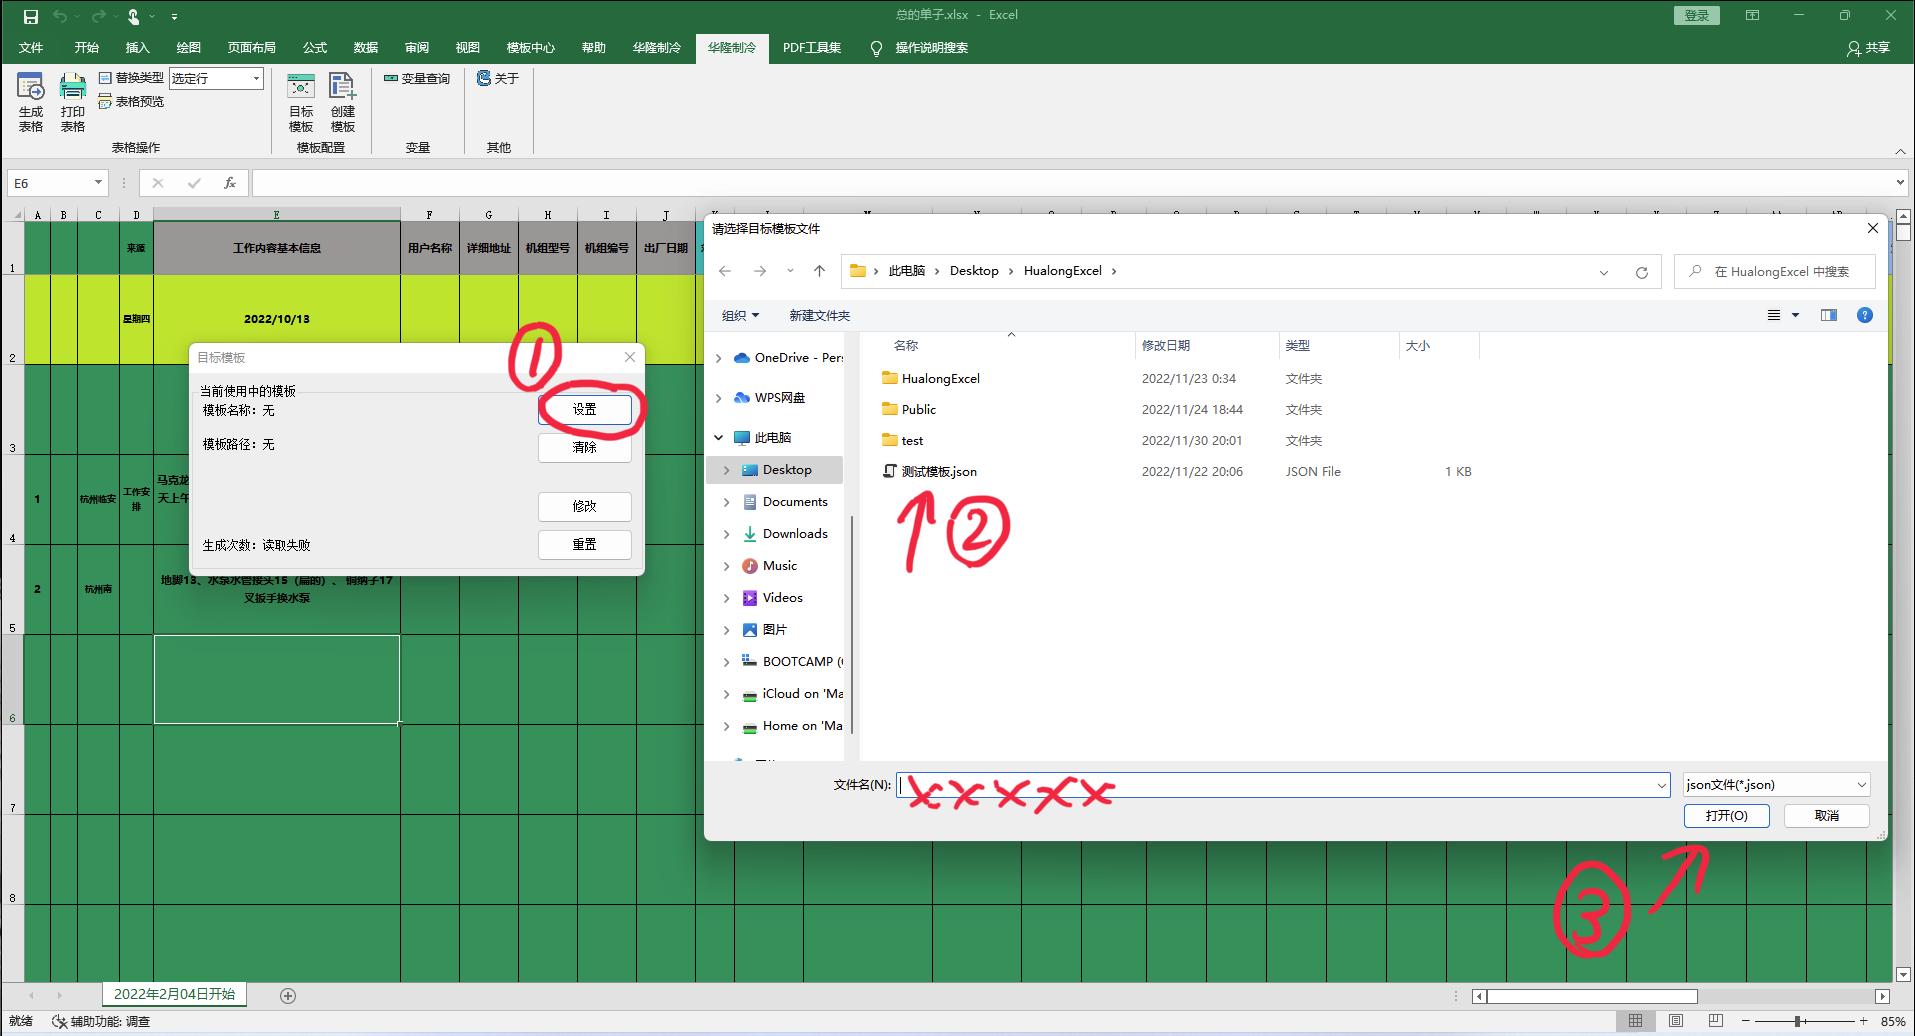 总的单子.xlsx - Excel
登录
文件 开始 插入 绘图 页面布局 公式 数据 审阅 视图 模板中心 帮助 华隆制冷 华隆制冷 PDF工具集 操作说明搜索 共享
生成表格 打印表格 替换类型 选定行 表格预览 目标模板 创建模板 变量查询 关于
表格操作 模板配置 变量 其他
E6 fx
A B C D E F G H I J
1 来源 工作内容基本信息 用户名称 详细地址 机组型号 机组编号 出厂日期
2 星期四 2022/10/13
3
4 1 杭州临安 工作安排 马克龙
天上午
5 2 杭州南 地脚13、水泵水管接头15（扁的）、铜纳子17
叉扳手换水泵
6
7
8
目标模板
当前使用中的模板
模板名称：无
模板路径：无
生成次数：读取失败
设置
清除
修改
重置
①
请选择目标模板文件
此电脑 Desktop HualongExcel
在 HualongExcel 中搜索
组织 新建文件夹
名称 修改日期 类型 大小
HualongExcel 2022/11/23 0:34 文件夹
Public 2022/11/24 18:44 文件夹
test 2022/11/30 20:01 文件夹
测试模板.json 2022/11/22 20:06 JSON File 1 KB
OneDrive - Pers
WPS网盘
此电脑
Desktop
Documents
Downloads
Music
Videos
图片
BOOTCAMP (
iCloud on 'Ma
Home on 'Ma
②
文件名(N): xxxxx
json文件(*.json)
打开(O) 取消
③
2022年2月04日开始
就绪 辅助功能: 调查
85%